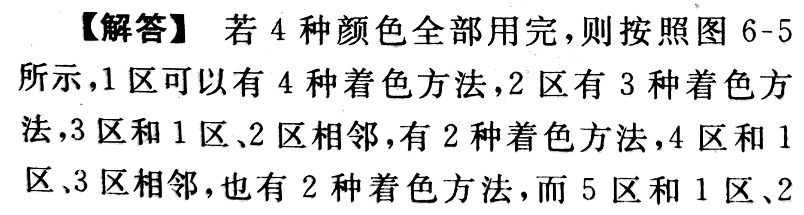 【解答】 若 4 种颜色全部用完,则按照图 6-5
所示,1 区可以有 4 种着色方法,2 区有 3 种着色方
法,3 区和 1 区、2 区相邻,有 2 种着色方法,4 区和 1
区、3 区相邻,也有 2 种着色方法,而 5 区和 1 区、2